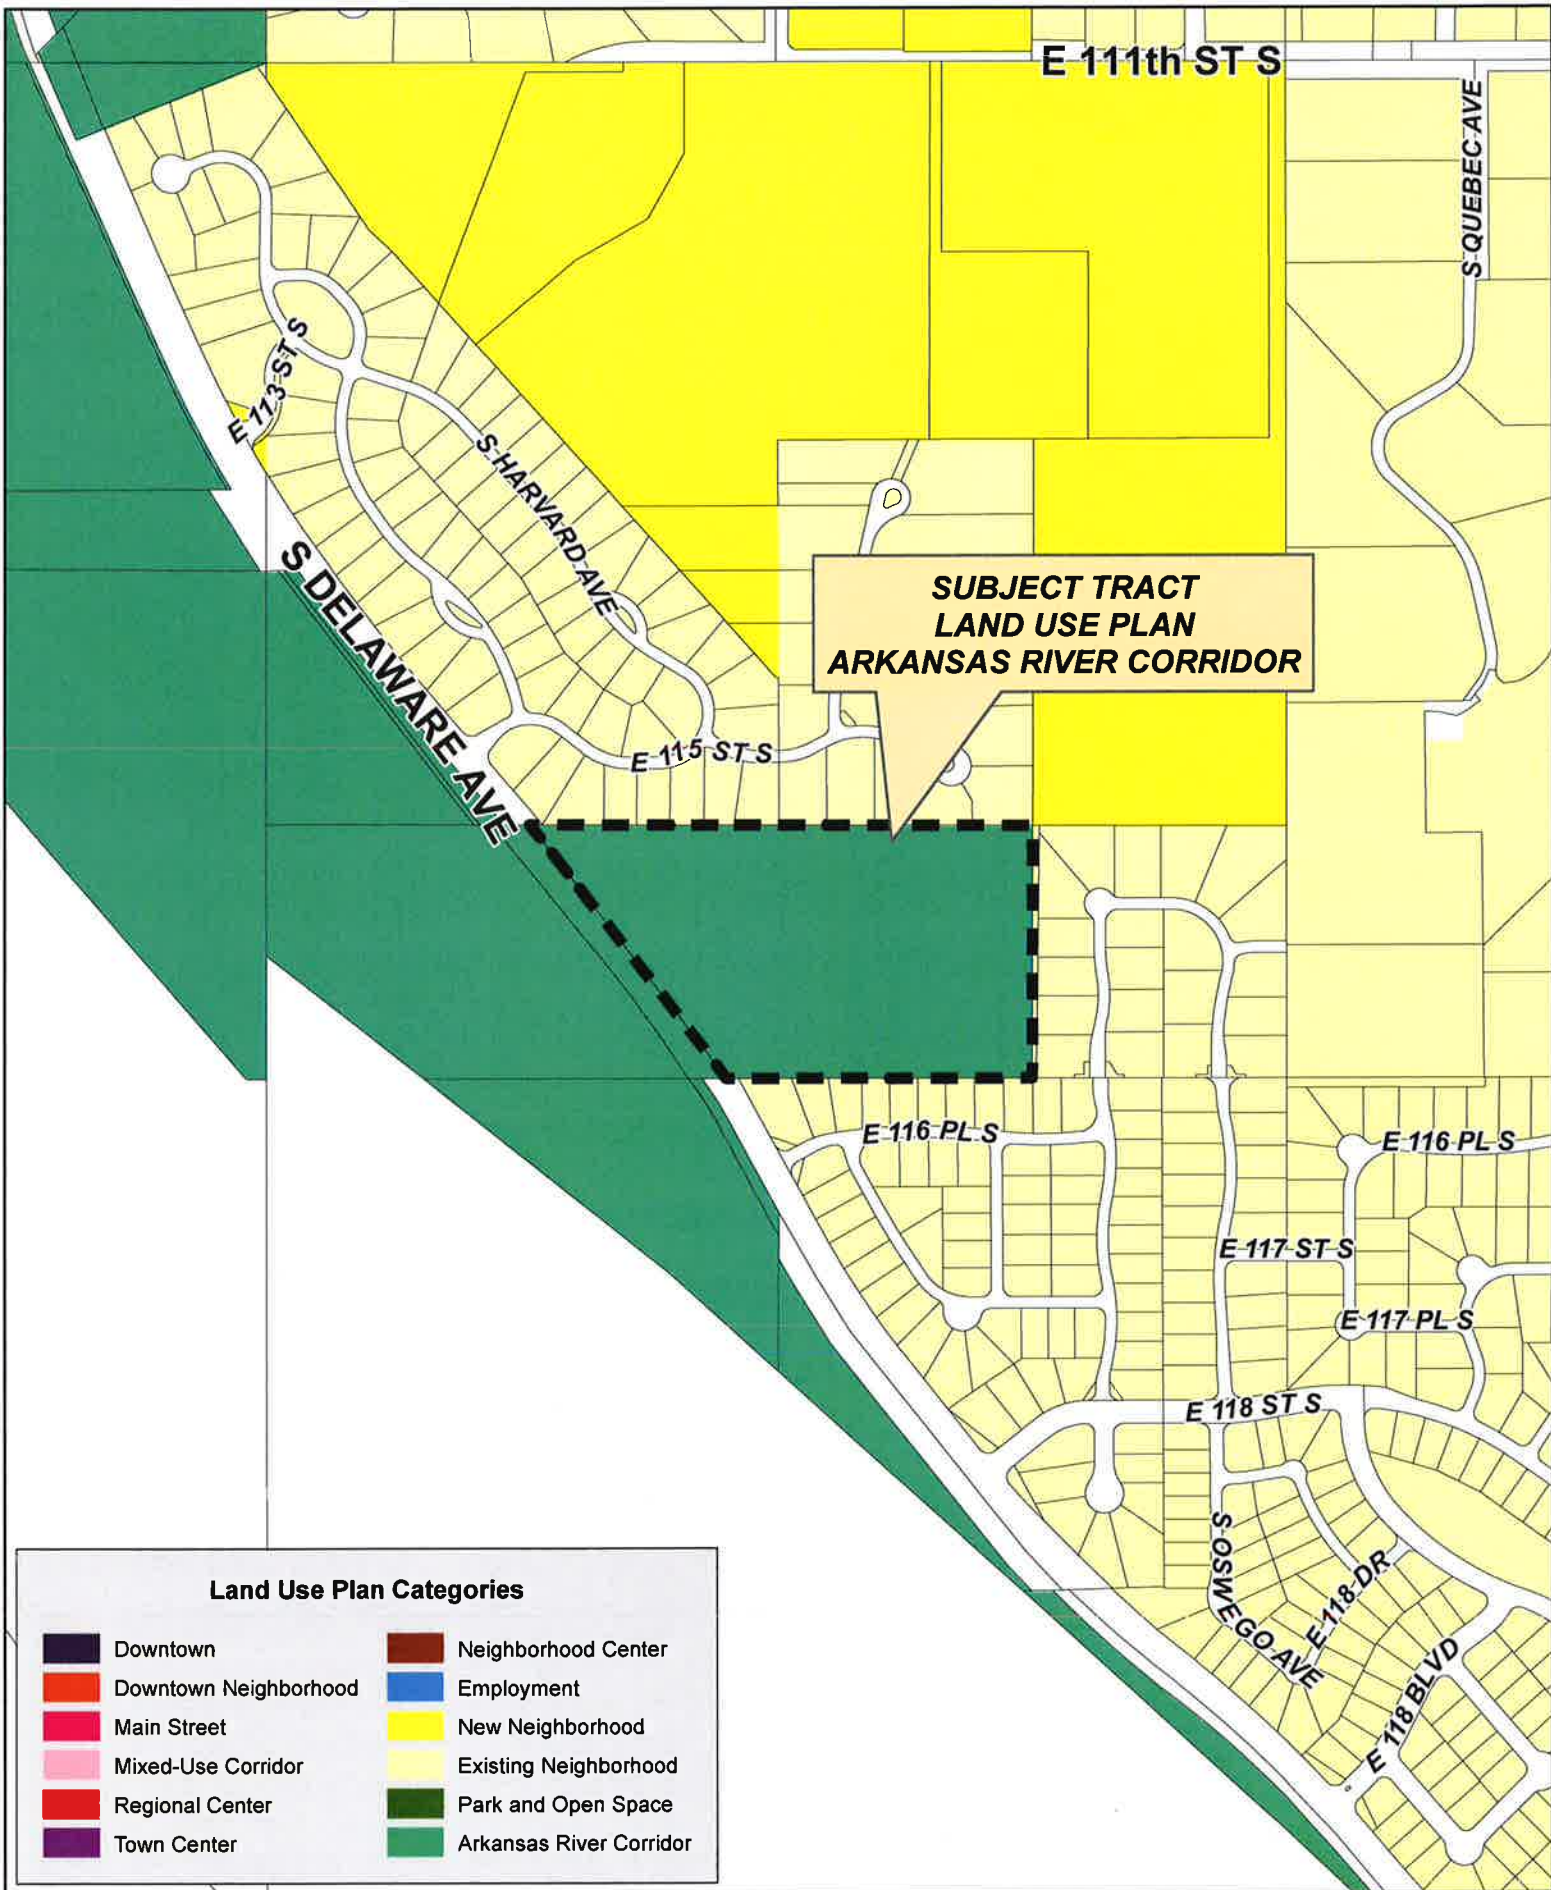 E 111th ST S
S QUEBEC AVE
E 113 ST S
S HARVARD AVE
S DELAWARE AVE
SUBJECT TRACT
LAND USE PLAN
ARKANSAS RIVER CORRIDOR
E 115 ST S
E 116 PL S
E 116 PL S
E 117 ST S
E 117 PL S
E 118 ST S
S OSWEGO AVE
E 118 DR
E 118 BLVD
Land Use Plan Categories
Downtown
Downtown Neighborhood
Main Street
Mixed-Use Corridor
Regional Center
Town Center
Neighborhood Center
Employment
New Neighborhood
Existing Neighborhood
Park and Open Space
Arkansas River Corridor